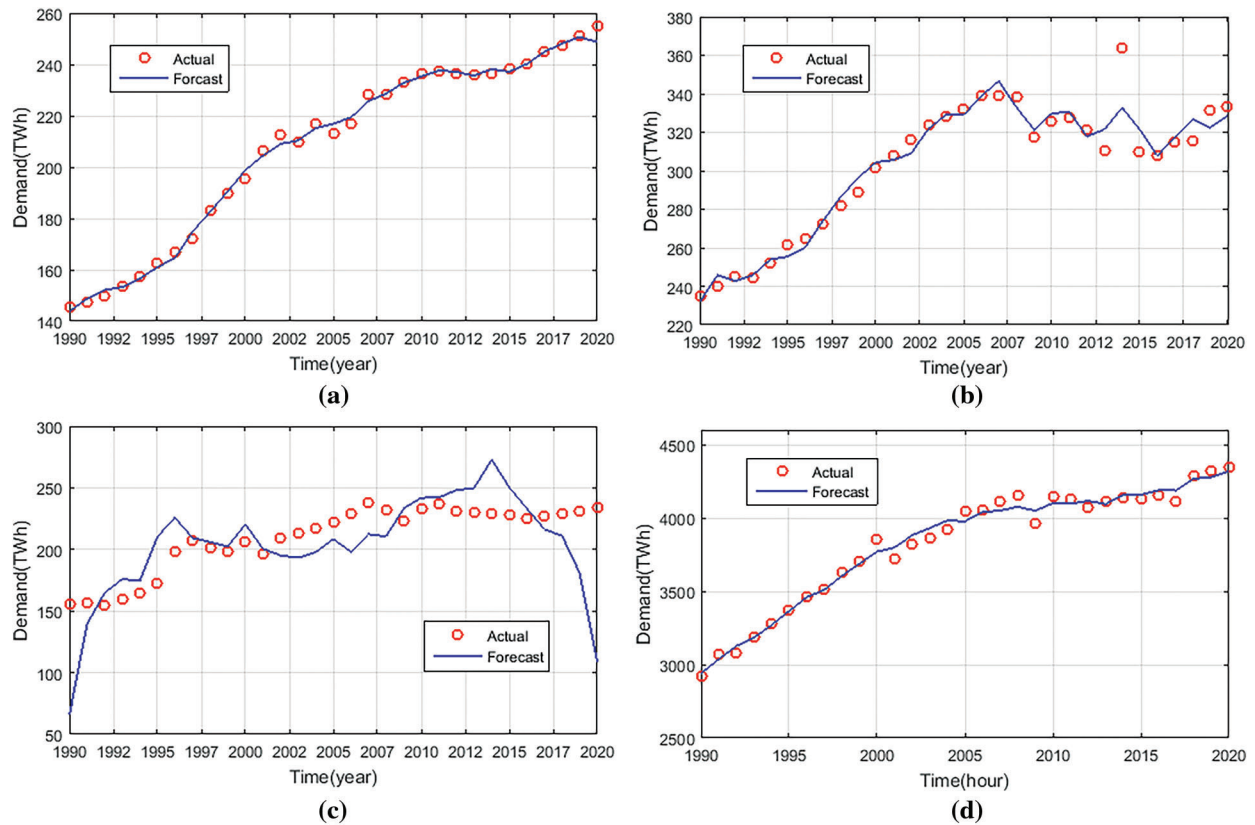 260
240
220
200
180
160
140
Demand(TWh)
Actual
Forcast
1990 1992 1995 1997 2000 2002 2005 2007 2010 2012 2015 2017 2020
Time(year)
(a)
380
360
340
320
300
280
260
240
220
Demand(TWh)
Actual
Forecast
1990 1992 1995 1997 2000 2002 2005 2007 2010 2012 2015 2017 2020
Time(year)
(b)
300
250
200
150
100
50
Demand(TWh)
Actual
Forecast
1990 1992 1995 1997 2000 2002 2005 2007 2010 2012 2015 2017 2020
Time(year)
(c)
4500
4000
3500
3000
2500
Demand(TWh)
Actual
Forecast
1990 1995 2000 2005 2010 2015 2020
Time(hour)
(d)